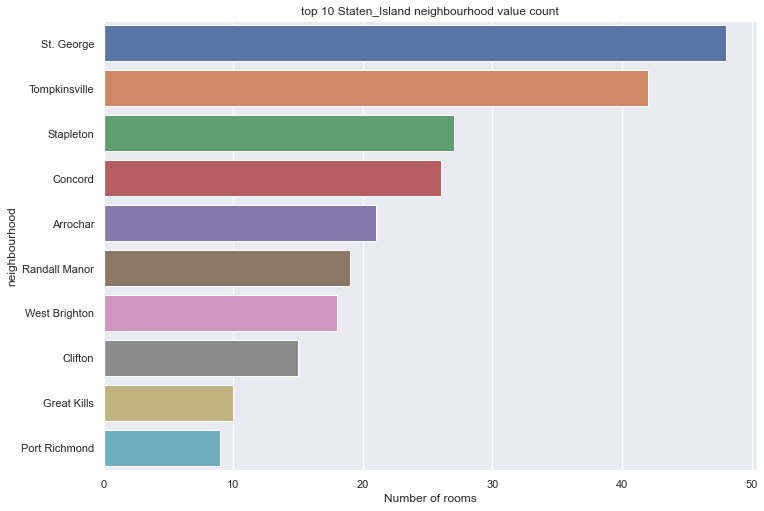 top 10 Staten_Island neighbourhood value count
neighbourhood
St. George
Tompkinsville
Stapleton
Concord
Arrochar
Randall Manor
West Brighton
Clifton
Great Kills
Port Richmond
0 10 20 30 40 50
Number of rooms